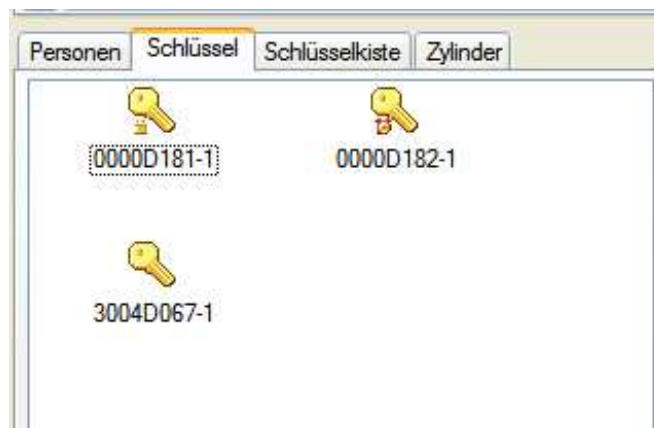 Personen Schlüssel Schlüsselkiste Zylinder
0000D181-1 0000D182-1
3004D067-1